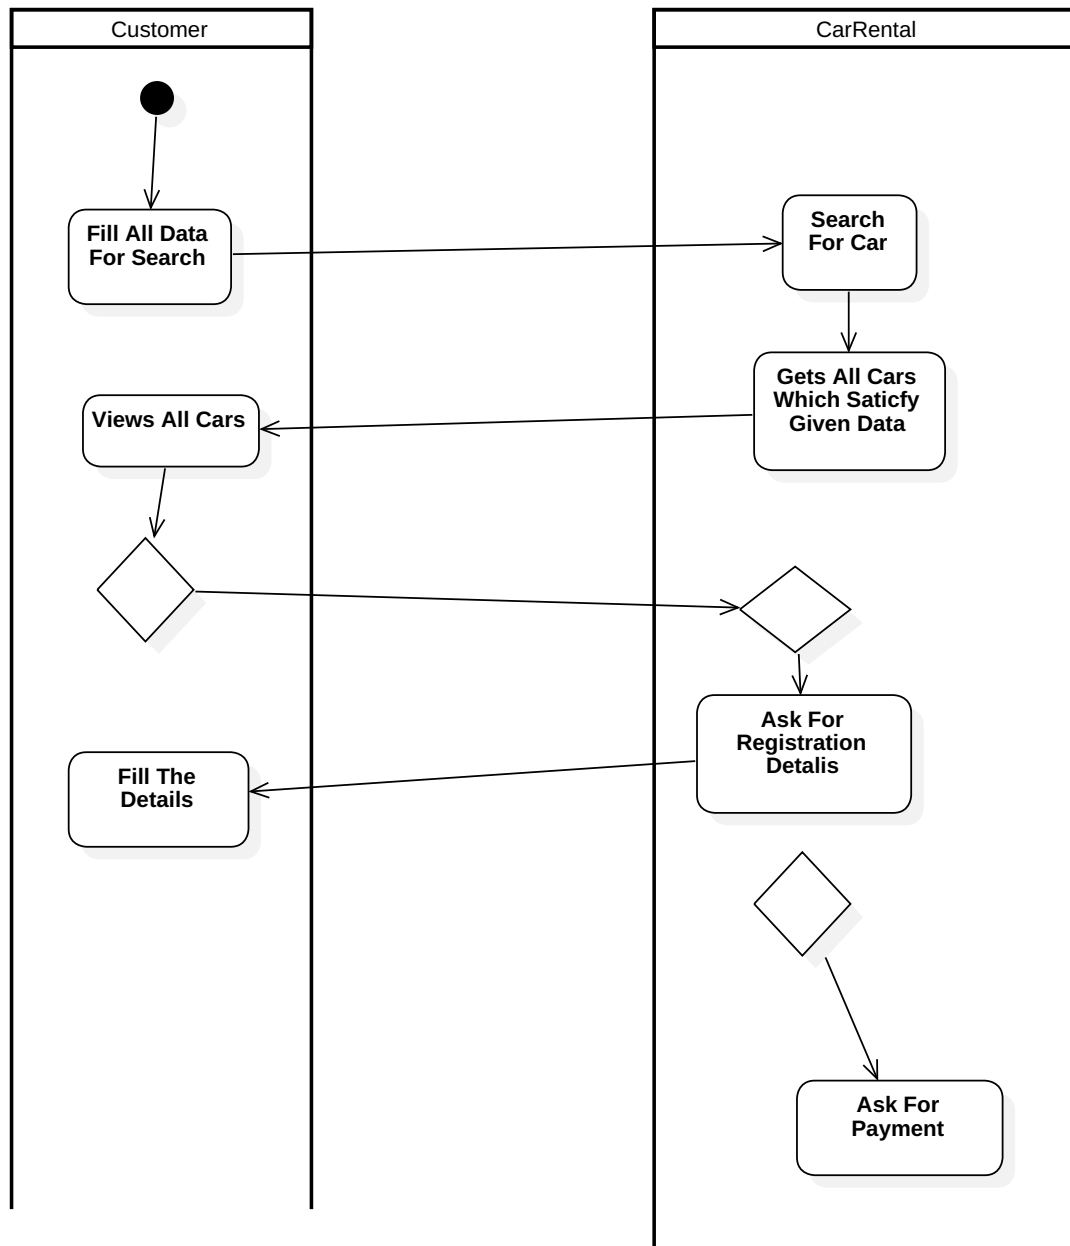 Customer
CarRental
Fill All Data
For Search
Search
For Car
Gets All Cars
Which Saticfy
Given Data
Views All Cars
Ask For
Registration
Detalis
Fill The
Details
Ask For
Payment